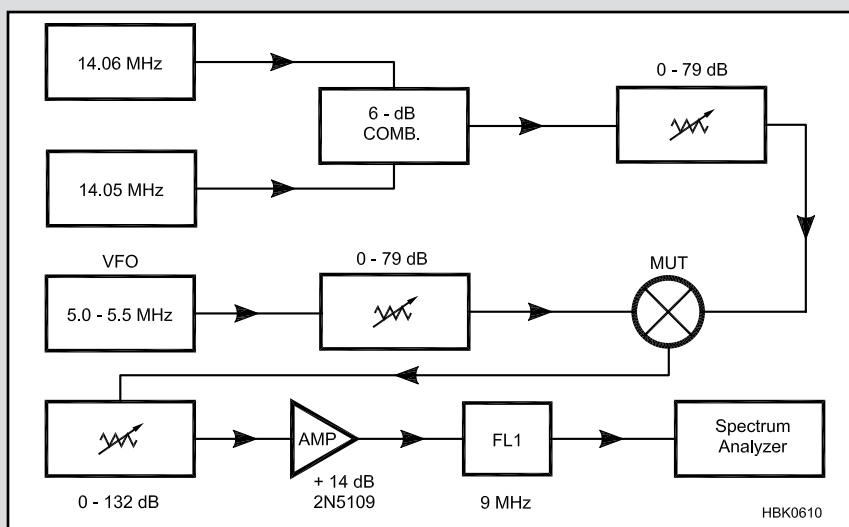 14.06 MHz
0 - 79 dB
6 - dB
COMB.
14.05 MHz
VFO
0 - 79 dB
MUT
5.0 - 5.5 MHz
AMP
FL1
Spectrum
Analyzer
0 - 132 dB
+ 14 dB
2N5109
9 MHz
HBK0610